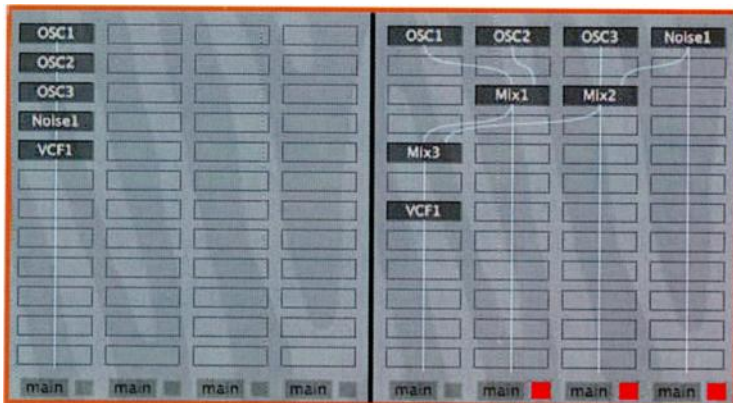 OSC1
OSC2
OSC3
Noise1
VCF1
main main main main
OSC1 OSC2 OSC3 Noise1
Mix1 Mix2
Mix3
VCF1
main main main main